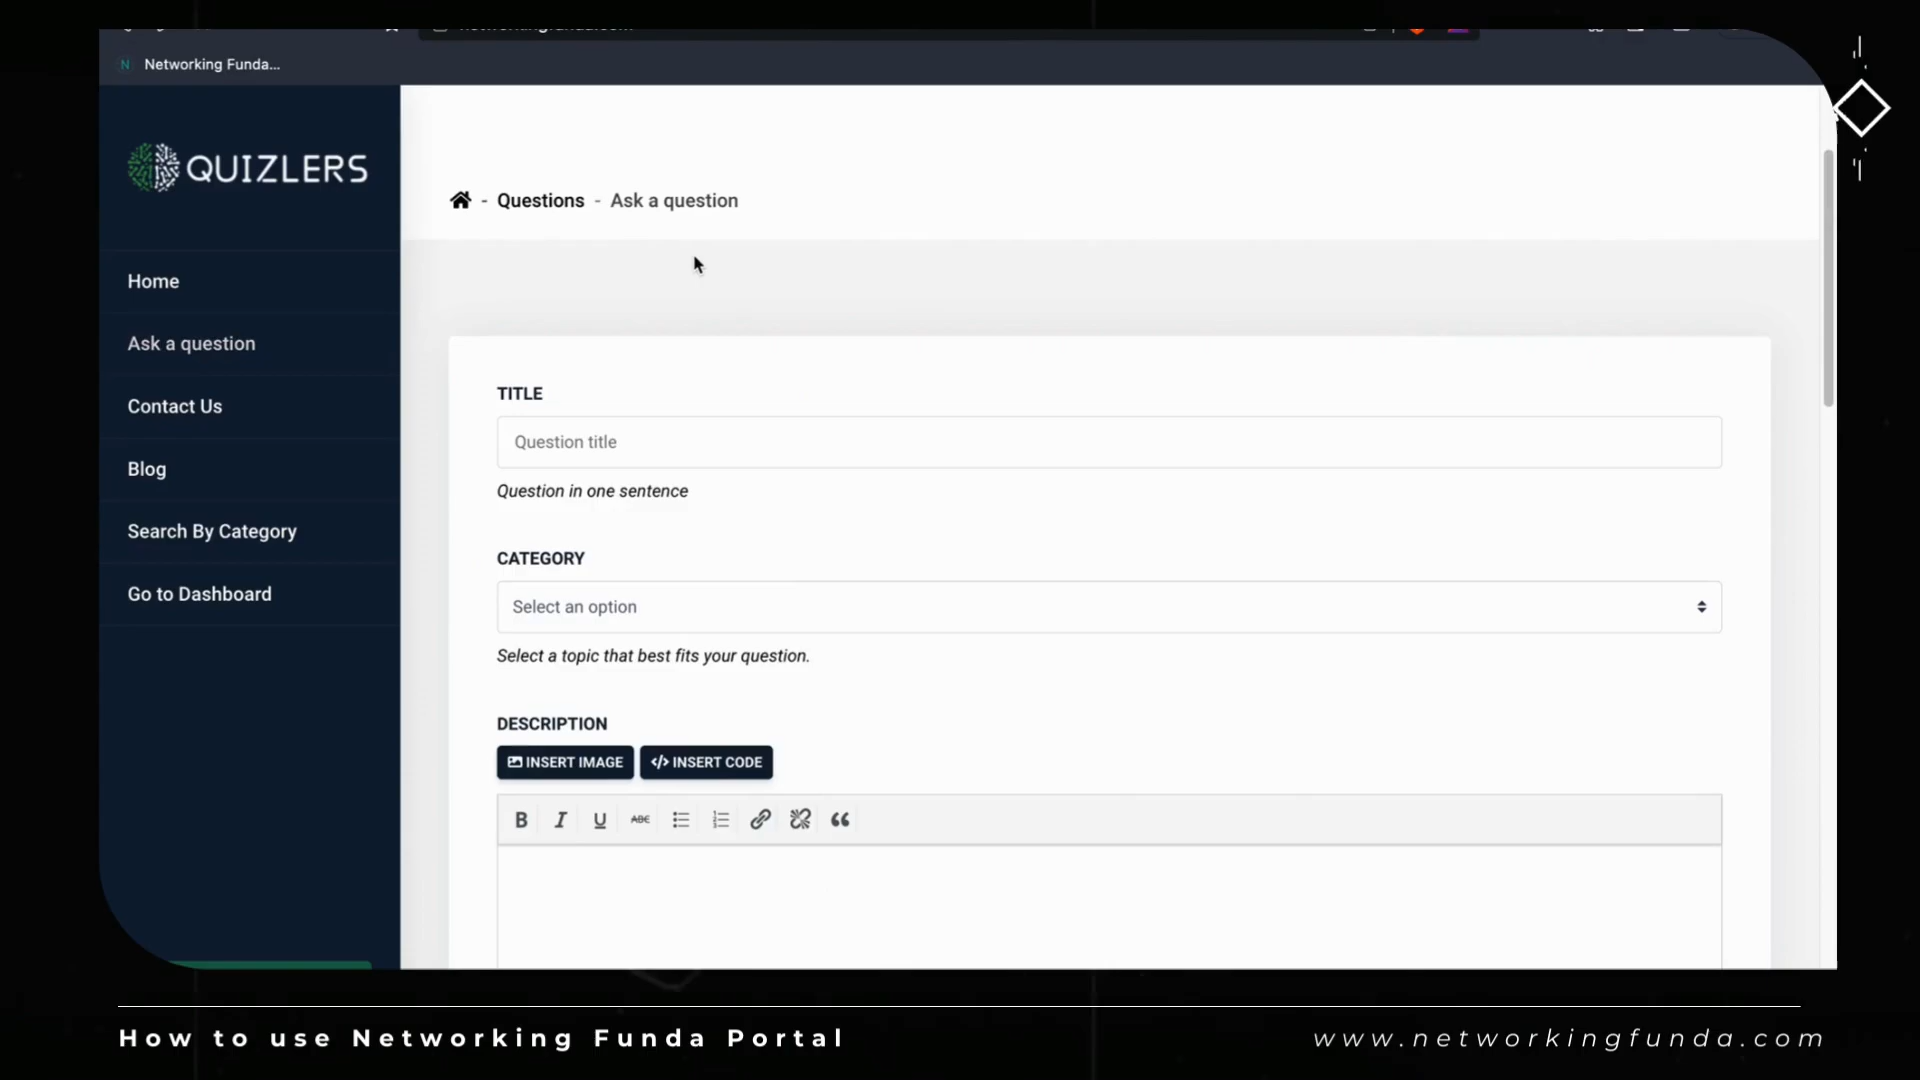 Networking Funda...
QUIZLERS
Home
Ask a question
Contact Us
Blog
Search By Category
Go to Dashboard
- Questions - Ask a question
TITLE
Question title
Question in one sentence
CATEGORY
Select an option
Select a topic that best fits your question.
DESCRIPTION
INSERT IMAGE </> INSERT CODE
B I U ABC
How to use Networking Funda Portal
www.networkingfunda.com